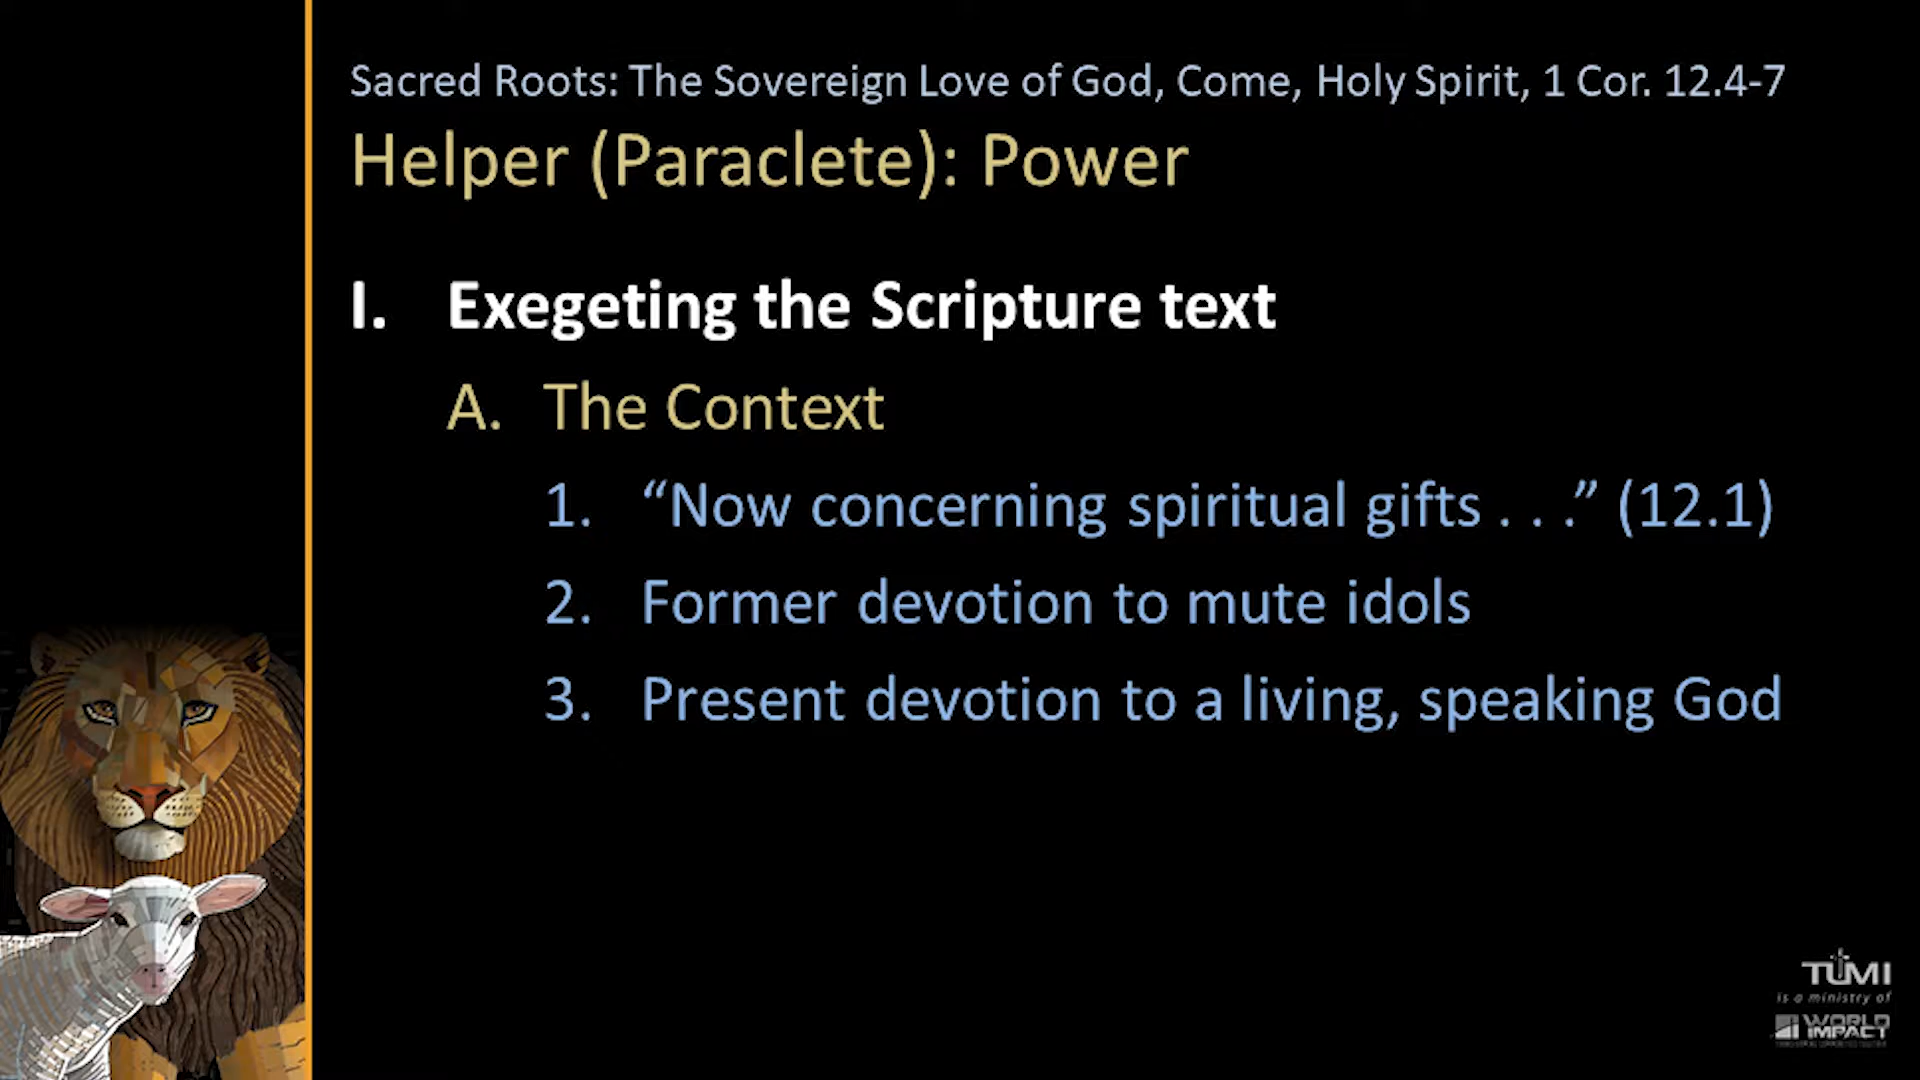 Sacred Roots: The Sovereign Love of God, Come, Holy Spirit, 1 Cor. 12.4-7
Helper (Paraclete): Power
I. Exegeting the Scripture text
A. The Context
1. “Now concerning spiritual gifts . . .” (12.1)
2. Former devotion to mute idols
3. Present devotion to a living, speaking God
TUMI
is a ministry of
WORLD
IMPACT